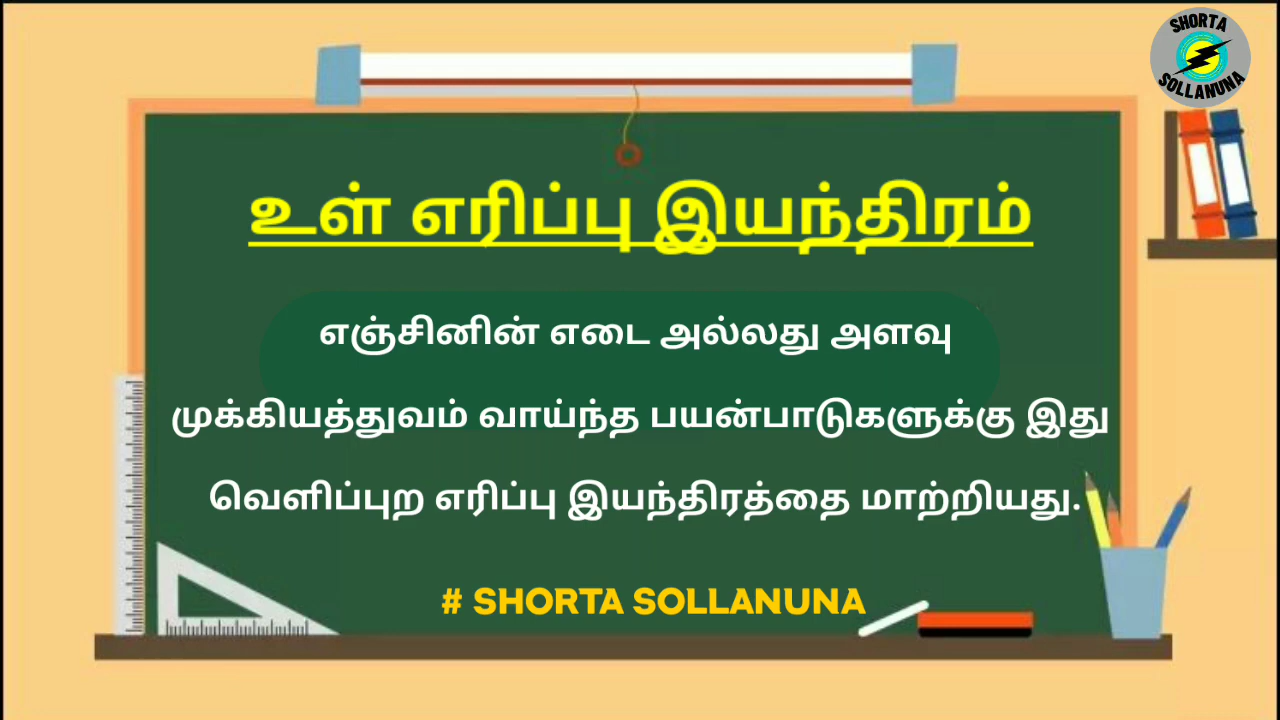 SHORTA
SOLLANUNA
உள் எரிப்பு இயந்திரம்
எஞ்சினின் எடை அல்லது அளவு
முக்கியத்துவம் வாய்ந்த பயன்பாடுகளுக்கு இது
வெளிப்புற எரிப்பு இயந்திரத்தை மாற்றியது.
# SHORTA SOLLANUNA